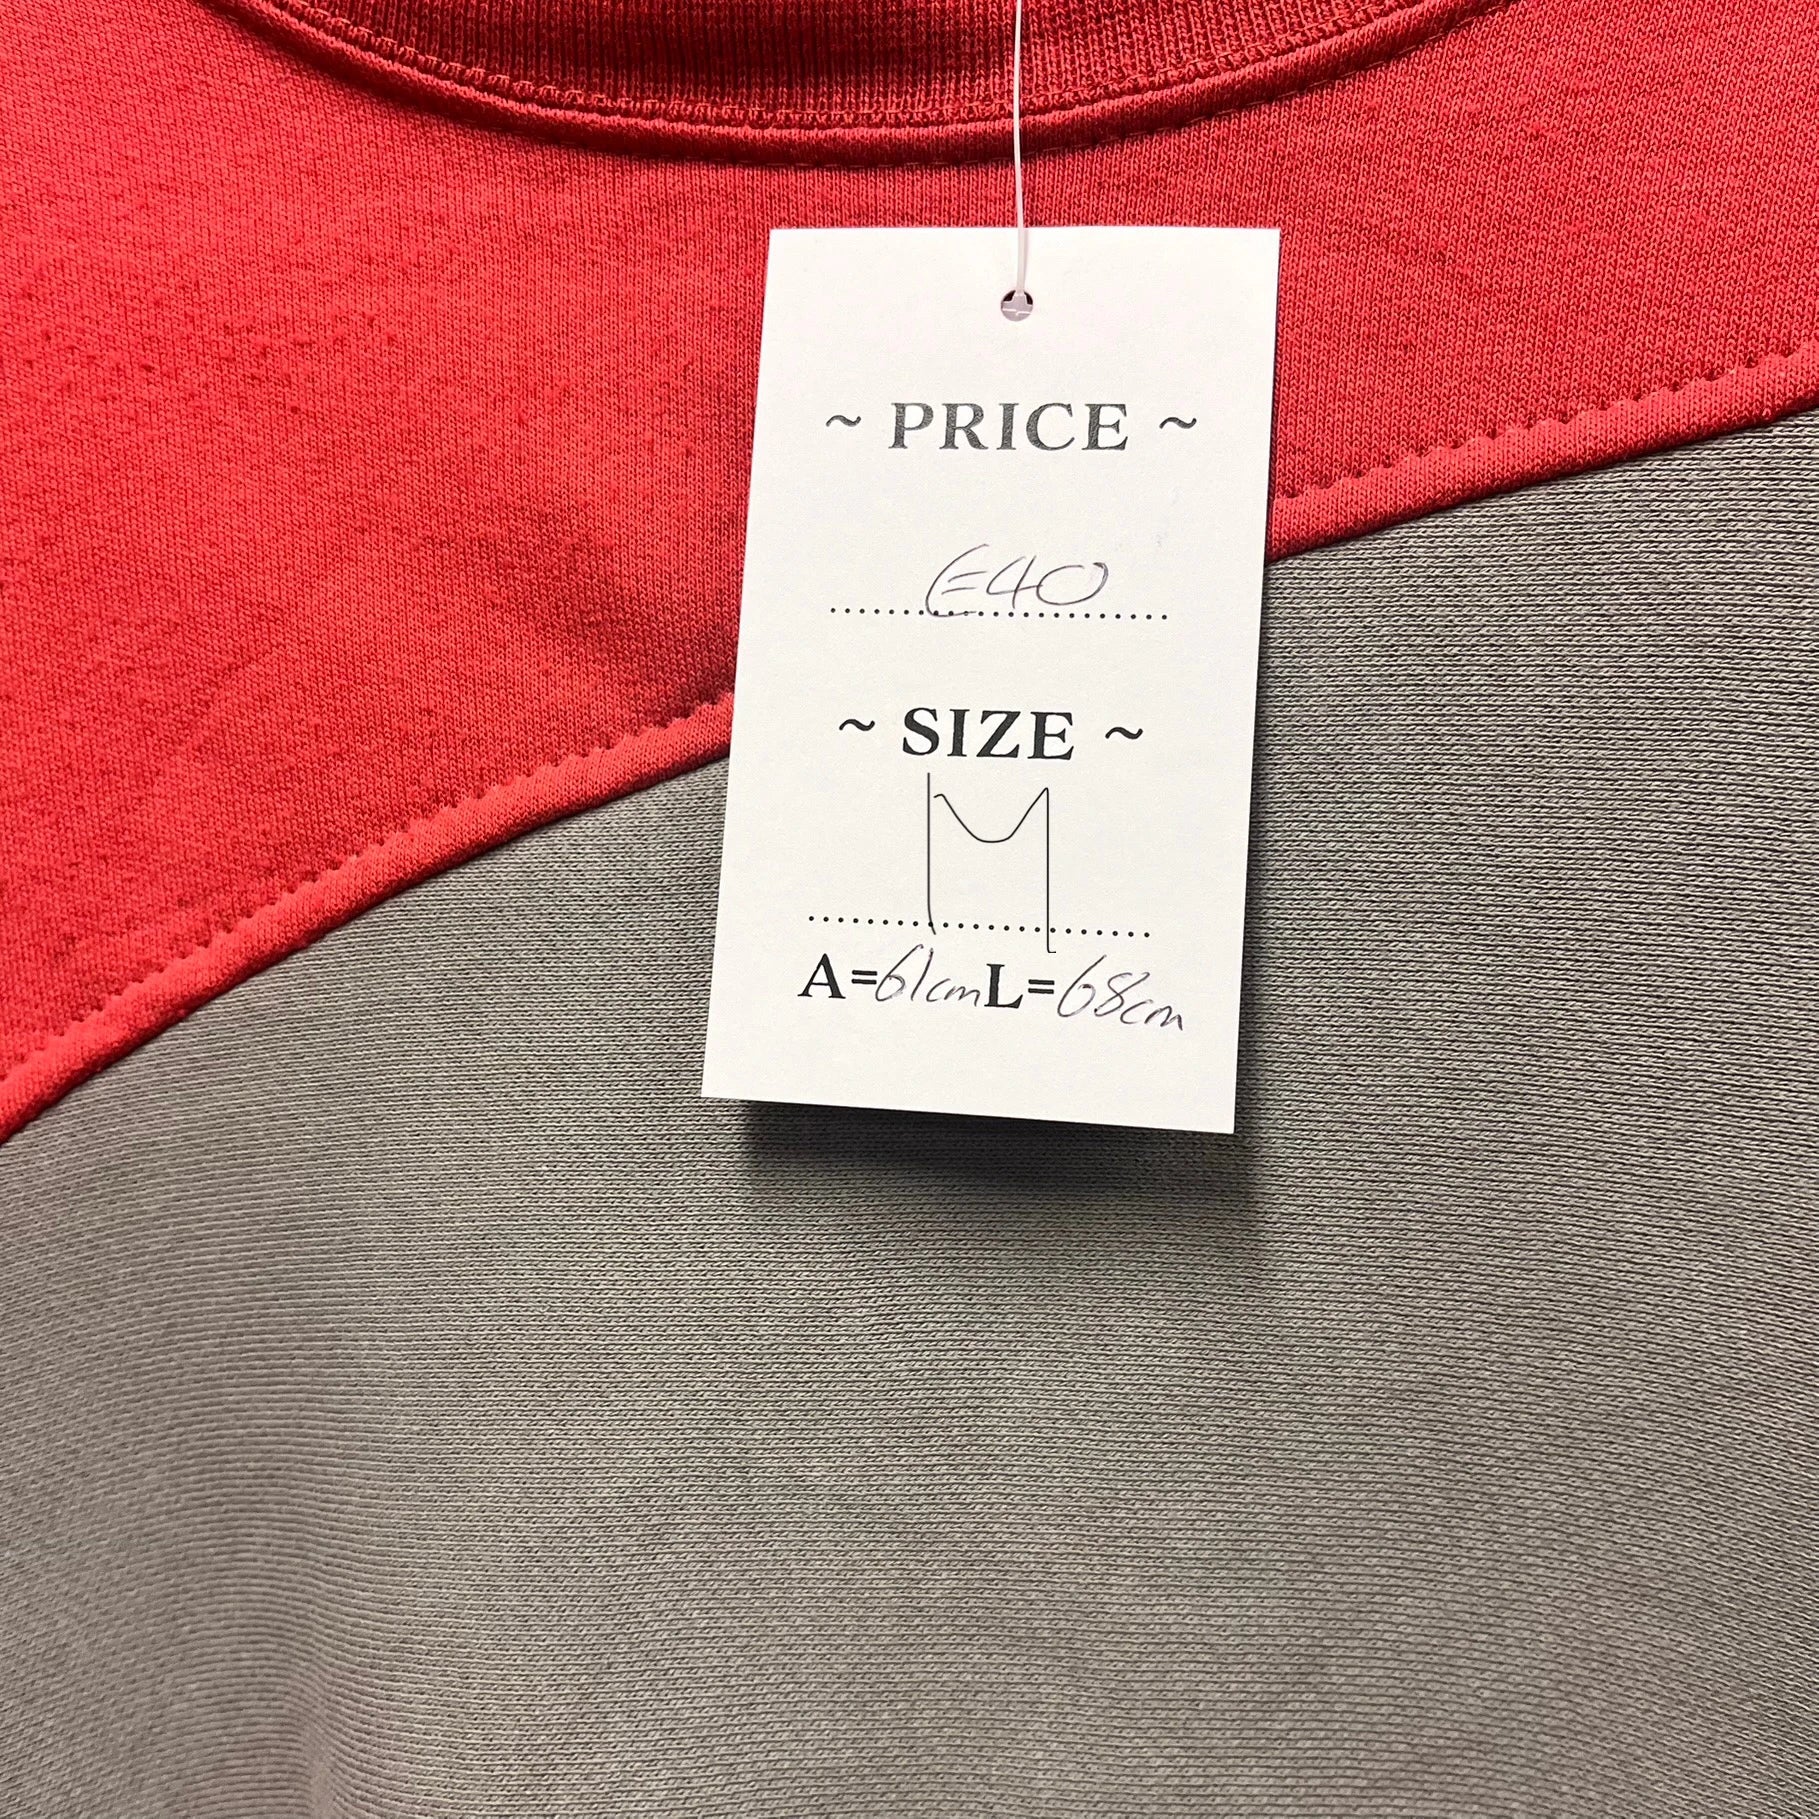 ~ PRICE ~
€40
~ SIZE ~
M
A=61cm L=68cm